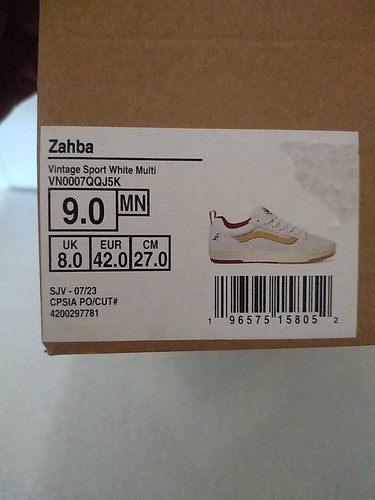 Zahba
Vintage Sport White Multi
VN0007QQJ5K
9.0 MN
UK EUR CM
8.0 42.0 27.0
SJV - 07/23
CPSIA PO/CUT#
4200297781
1 96575 15805 2